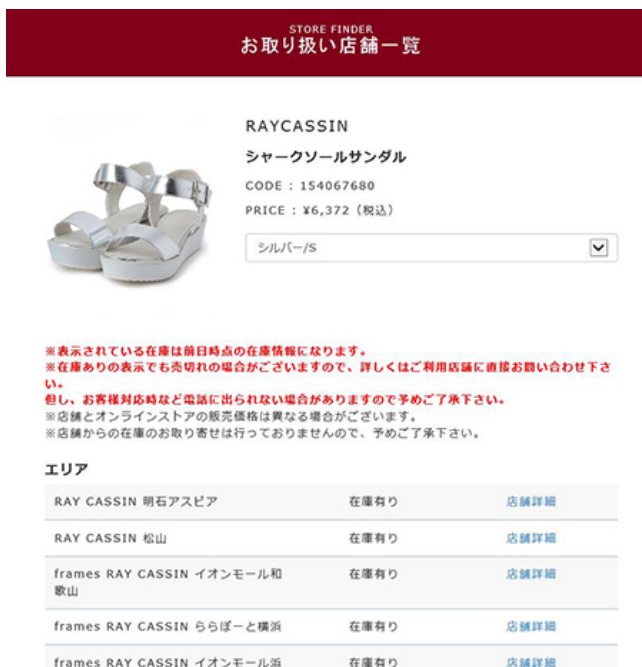 STORE FINDER
お取り扱い店舗一覧
RAYCASSIN
シャークソールサンダル
CODE : 154067680
PRICE : ¥6,372（税込）
シルバー/S
※表示されている在庫は前日時点の在庫情報になります。
※在庫ありの表示でも売切れの場合がございますので、詳しくはご利用店舗に直接お問い合わせ下さ
い。
但し、お客様対応時など電話に出られない場合がありますので予めご了承下さい。
※店舗とオンラインストアの販売価格は異なる場合がございます。
※店舗からの在庫のお取り寄せは行っておりませんので、予めご了承下さい。
エリア
RAY CASSIN 明石アスピア 在庫有り 店舗詳細
RAY CASSIN 松山 在庫有り 店舗詳細
frames RAY CASSIN イオンモール和 在庫有り 店舗詳細
歌山
frames RAY CASSIN ららぽーと横浜 在庫有り 店舗詳細
frames RAY CASSIN イオンモール浜 在庫有り 店舗詳細